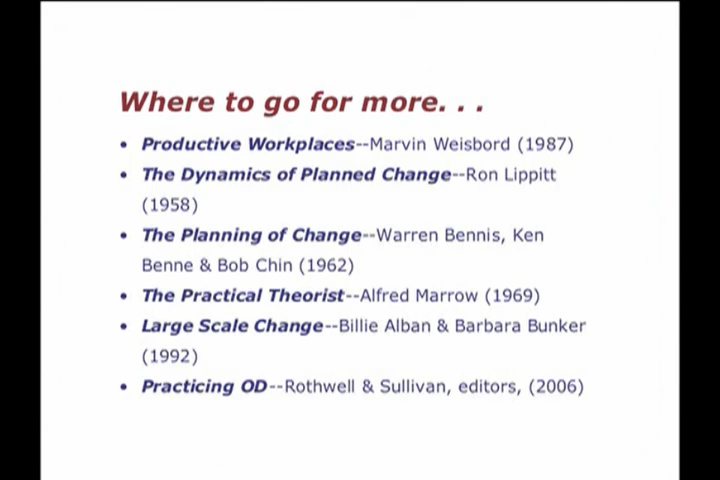 Where to go for more. . .
• Productive Workplaces--Marvin Weisbord (1987)
• The Dynamics of Planned Change--Ron Lippitt
(1958)
• The Planning of Change--Warren Bennis, Ken
Benne & Bob Chin (1962)
• The Practical Theorist--Alfred Marrow (1969)
• Large Scale Change--Billie Alban & Barbara Bunker
(1992)
• Practicing OD--Rothwell & Sullivan, editors, (2006)